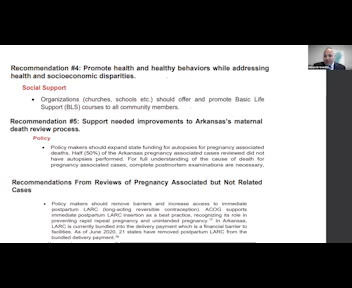 Recommendation #4: Promote health and healthy behaviors while addressing
health and socioeconomic disparities.
Social Support
• Organizations (churches, schools etc.) should offer and promote Basic Life
Support (BLS) courses to all community members.
Recommendation #5: Support needed improvements to Arkansas's maternal
death review process.
Policy
• Policy makers should expand state funding for autopsies for pregnancy associated
deaths. Half (50%) of the Arkansas pregnancy associated cases reviewed did not
have autopsies performed. For full understanding of the cause of death for
pregnancy associated cases, complete postmortem examinations are necessary,
Recommendations From Reviews of Pregnancy Associated but Not Related
Cases
• Policy makers should remove barriers and increase access to immediate
postpartum LARC (long-acting reversible contraception). ACOG supports
immediate postpartum LARC insertion as a best practice, recognizing its role in
preventing rapid repeat pregnancy and unintended pregnancy. In
Arkansas, LARC is currently bundled into the delivery payment which is a financial barrier to
facilities. As of June 2020, 21 states have removed postpartum LARC from the
bundled delivery payment.